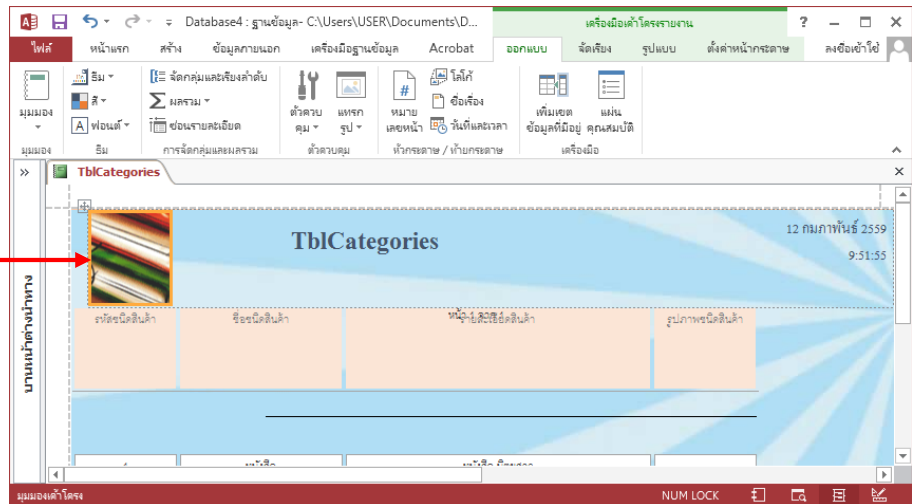 Database4 : ฐานข้อมูล- C:\Users\USER\Documents\D...
เครื่องมือเค้าโครงรายงาน
ไฟล์ หน้าแรก สร้าง ข้อมูลภายนอก เครื่องมือฐานข้อมูล Acrobat ออกแบบ จัดเรียง รูปแบบ ตั้งค่าหน้ากระดาษ ลงชื่อเข้าใช้
มุมมอง
ธีม
สี
A ฟอนต์
จัดกลุ่มและเรียงลำดับ
ผลรวม
ซ่อนรายละเอียด
ตัวควบคุม
แทรกรูป
หมายเลขหน้า
โลโก้
ชื่อเรื่อง
วันที่และเวลา
เพิ่มเขตข้อมูลที่มีอยู่
แผ่นคุณสมบัติ
มุมมอง ธีม การจัดกลุ่มและผลรวม ตัวควบคุม หัวกระดาษ / ท้ายกระดาษ เครื่องมือ
TblCategories
บานหน้าต่างนำทาง
TblCategories
12 กุมภาพันธ์ 2559
9:51:55
รหัสชนิดสินค้า ชื่อชนิดสินค้า รายละเอียดสินค้า รูปภาพชนิดสินค้า
มุมมองเค้าโครง NUM LOCK